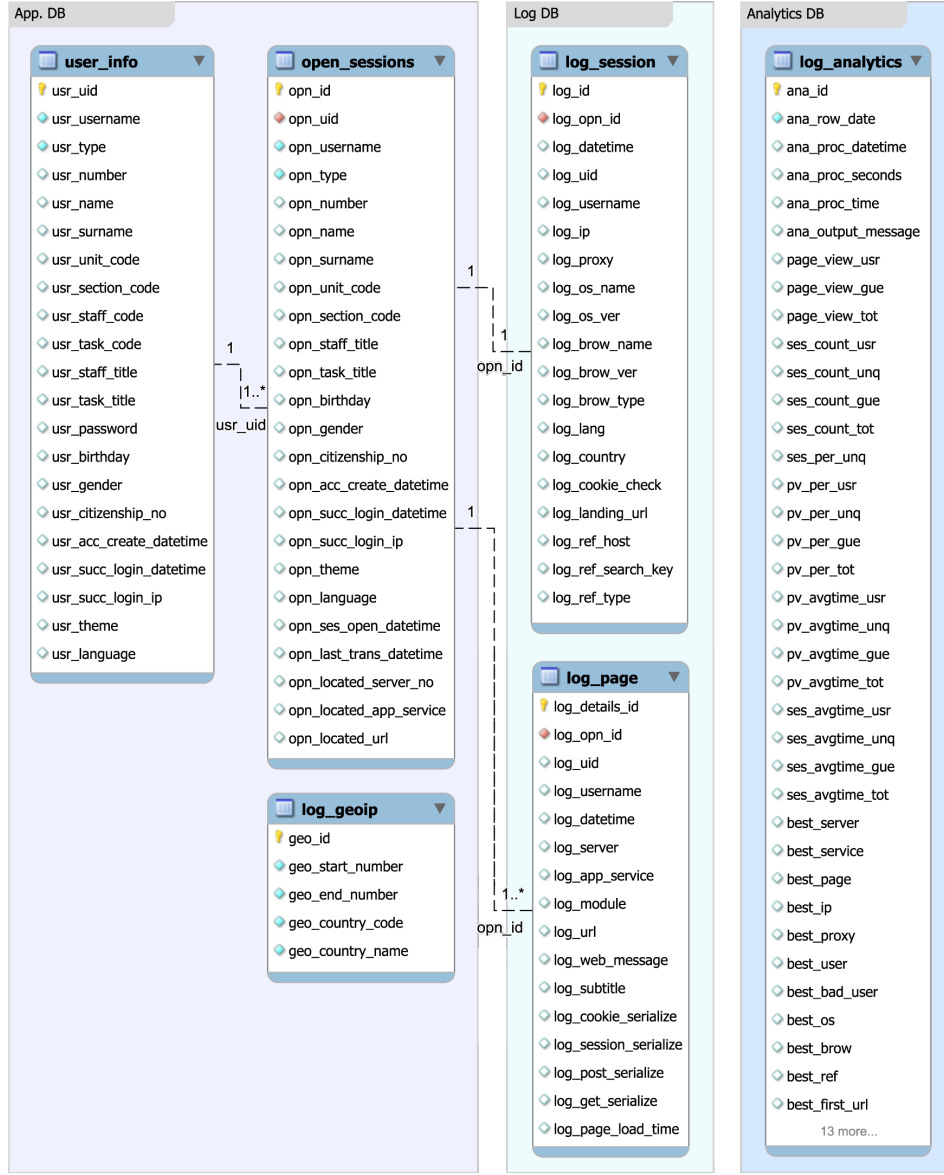 App. DB
user_info
usr_uid
usr_username
usr_type
usr_number
usr_name
usr_surname
usr_unit_code
usr_section_code
usr_staff_code
usr_task_code
usr_staff_title
usr_task_title
usr_password
usr_birthday
usr_gender
usr_citizenship_no
usr_acc_create_datetime
usr_succ_login_datetime
usr_succ_login_ip
usr_theme
usr_language
1
1..*
usr_uid
open_sessions
opn_id
opn_uid
opn_username
opn_type
opn_number
opn_name
opn_surname
opn_unit_code
opn_section_code
opn_staff_title
opn_task_title
opn_birthday
opn_gender
opn_citizenship_no
opn_acc_create_datetime
opn_succ_login_datetime
opn_succ_login_ip
opn_theme
opn_language
opn_ses_open_datetime
opn_last_trans_datetime
opn_located_server_no
opn_located_app_service
opn_located_url
log_geoip
geo_id
geo_start_number
geo_end_number
geo_country_code
geo_country_name
1
1
opn_id
1
1..*
opn_id
Log DB
log_session
log_id
log_opn_id
log_datetime
log_uid
log_username
log_ip
log_proxy
log_os_name
log_os_ver
log_brow_name
log_brow_ver
log_brow_type
log_lang
log_country
log_cookie_check
log_landing_url
log_ref_host
log_ref_search_key
log_ref_type
log_page
log_details_id
log_opn_id
log_uid
log_username
log_datetime
log_server
log_app_service
log_module
log_url
log_web_message
log_subtitle
log_cookie_serialize
log_session_serialize
log_post_serialize
log_get_serialize
log_page_load_time
Analytics DB
log_analytics
ana_id
ana_row_date
ana_proc_datetime
ana_proc_seconds
ana_proc_time
ana_output_message
page_view_usr
page_view_gue
page_view_tot
ses_count_usr
ses_count_unq
ses_count_gue
ses_count_tot
ses_per_unq
pv_per_usr
pv_per_unq
pv_per_gue
pv_per_tot
pv_avgtime_usr
pv_avgtime_unq
pv_avgtime_gue
pv_avgtime_tot
ses_avgtime_usr
ses_avgtime_unq
ses_avgtime_gue
ses_avgtime_tot
best_server
best_service
best_page
best_ip
best_proxy
best_user
best_bad_user
best_os
best_brow
best_ref
best_first_url
13 more...